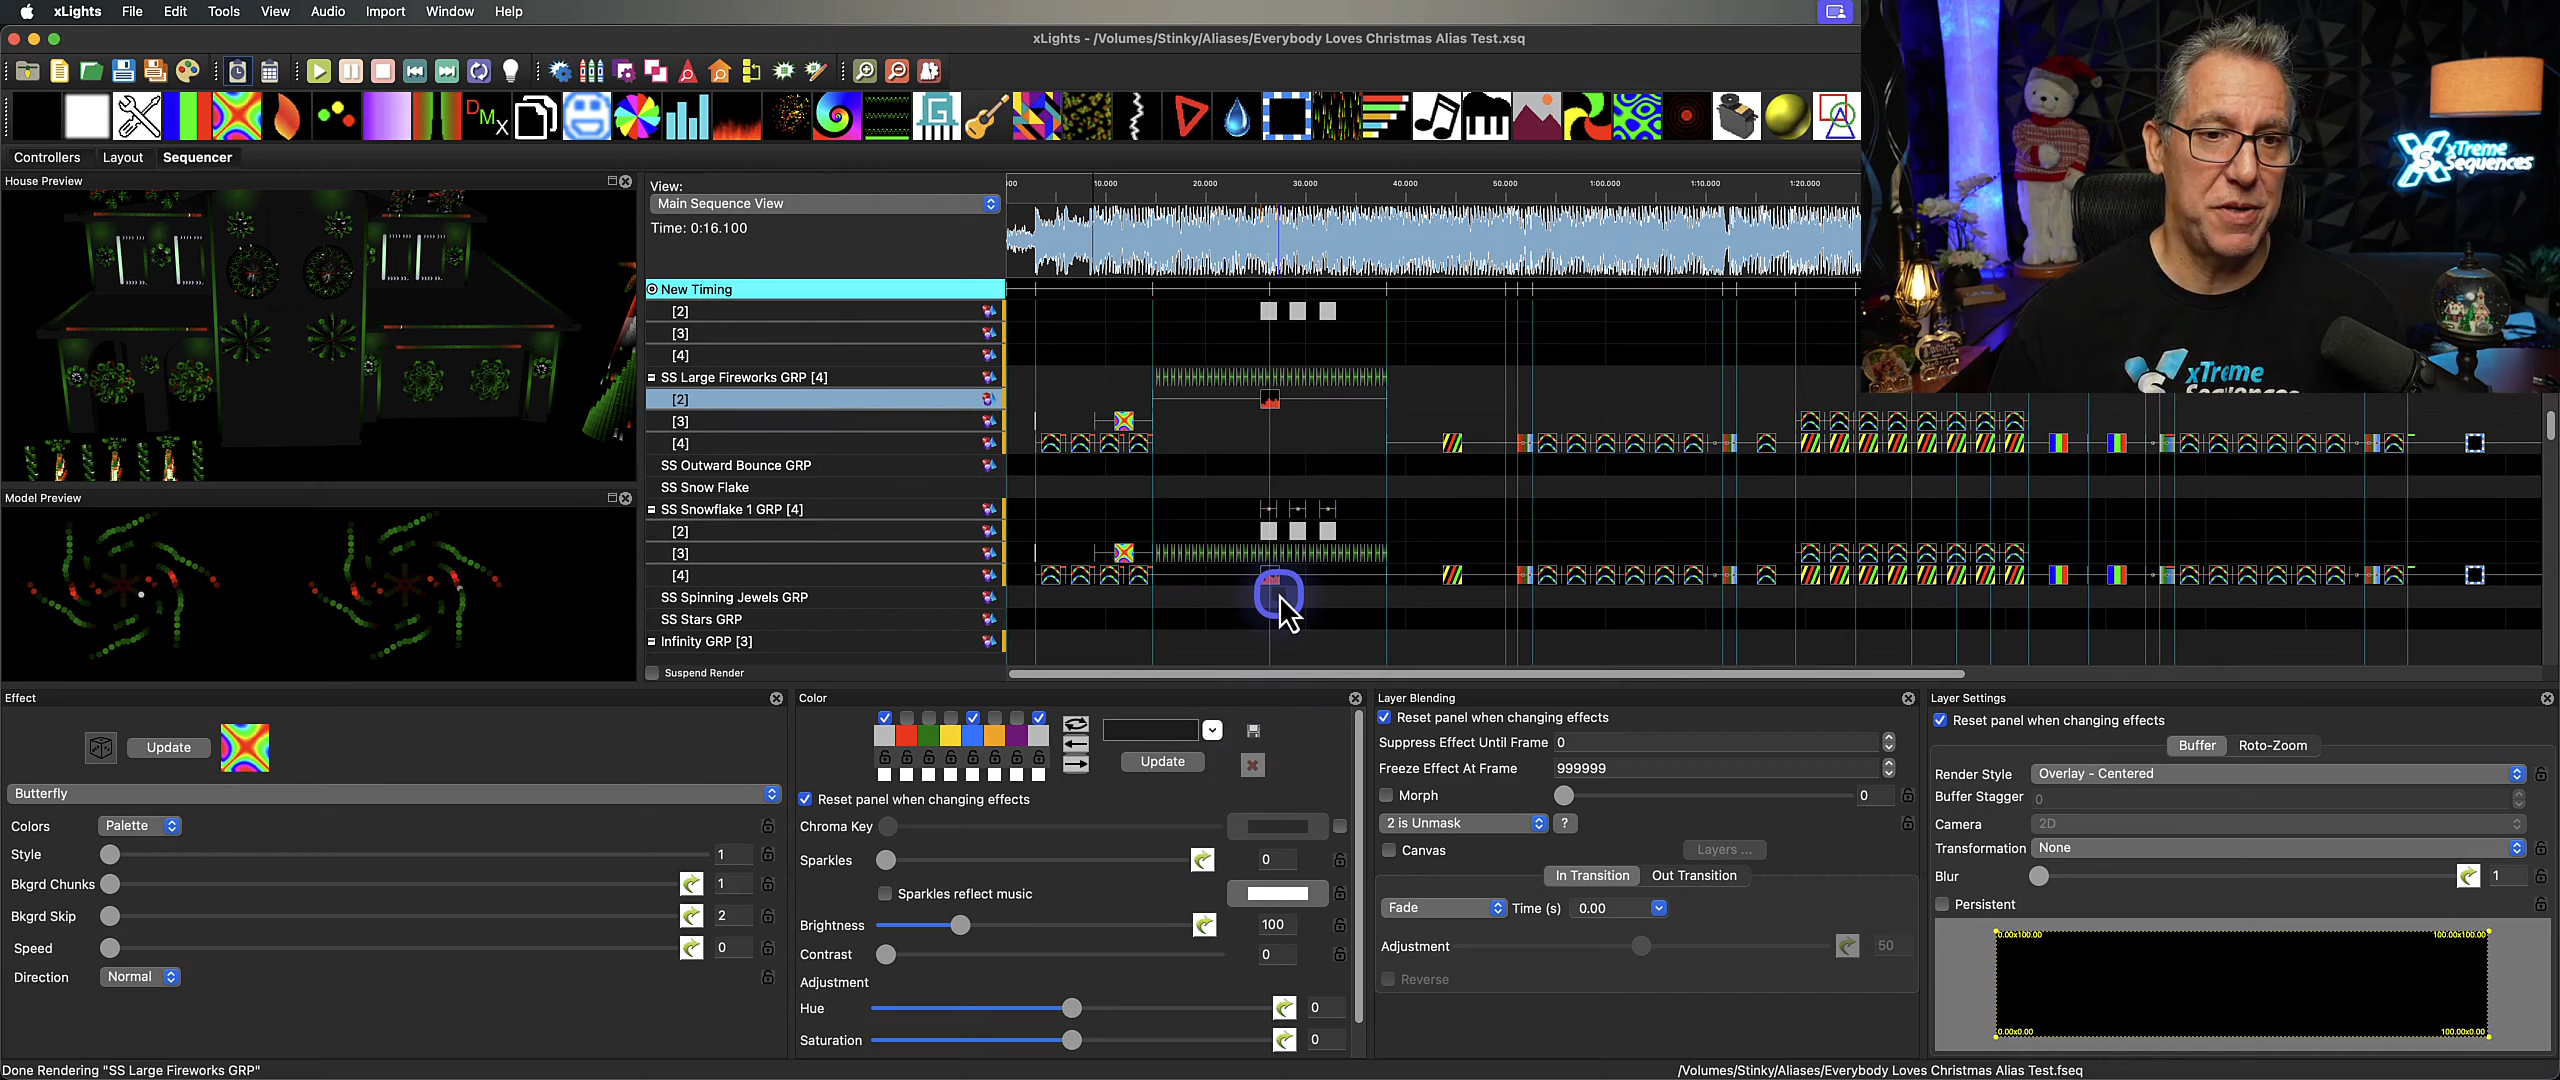 xLights File Edit Tools View Audio Import Window Help
xLights - /Volumes/Stinky/Aliases/Everybody Loves Christmas Alias Test.xsq
DMX
Controllers Layout Sequencer
House Preview
View:
Main Sequence View
Time: 0:16.100
10.000 20.000 30.000 40.000 50.000 1:00.000 1:10.000 1:20.000
New Timing
[2]
[3]
[4]
SS Large Fireworks GRP [4]
[2]
[3]
[4]
SS Outward Bounce GRP
SS Snow Flake
SS Snowflake 1 GRP [4]
[2]
[3]
[4]
SS Spinning Jewels GRP
SS Stars GRP
Infinity GRP [3]
Suspend Render
Model Preview
xTreme
Sequences
xTreme
Sequences
Effect
Update
Butterfly
Colors Palette
Style 1
Bkgrd Chunks 1
Bkgrd Skip 2
Speed 0
Direction Normal
Color
Update
Reset panel when changing effects
Chroma Key
Sparkles 0
Sparkles reflect music
Brightness 100
Contrast 0
Adjustment
Hue 0
Saturation 0
Layer Blending
Reset panel when changing effects
Suppress Effect Until Frame 0
Freeze Effect At Frame 999999
Morph 0
2 is Unmask ?
Canvas Layers ...
In Transition Out Transition
Fade Time (s) 0.00
Adjustment 50
Reverse
Layer Settings
Reset panel when changing effects
Buffer Roto-Zoom
Render Style Overlay - Centered
Buffer Stagger 0
Camera 2D
Transformation None
Blur 1
Persistent
0.00x100.00 100.00x100.00
0.00x0.00 100.00x0.00
Done Rendering "SS Large Fireworks GRP"
/Volumes/Stinky/Aliases/Everybody Loves Christmas Alias Test.fseq